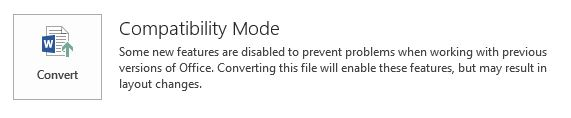 Compatibility Mode
Some new features are disabled to prevent problems when working with previous
versions of Office. Converting this file will enable these features, but may result in
layout changes.
Convert